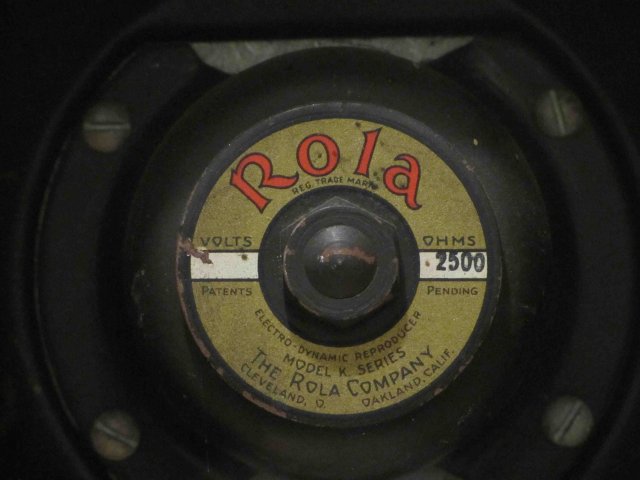 Rola
REG. TRADE MARK
VOLTS
OHMS
2500
PATENTS
PENDING
ELECTRO-DYNAMIC REPRODUCER
MODEL K. SERIES
THE ROLA COMPANY
CLEVELAND, O. OAKLAND, CALIF.